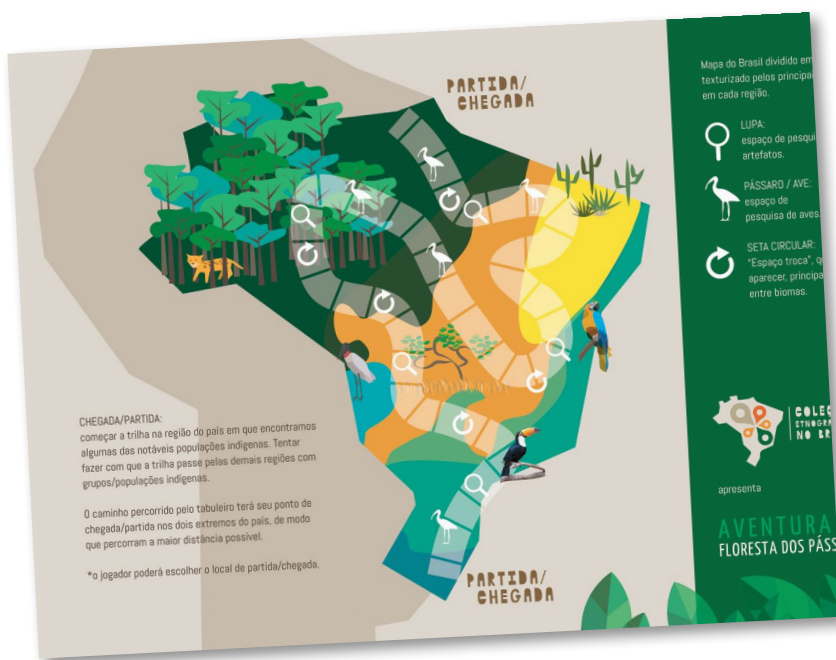 PARTIDA/
CHEGADA
CHEGADA/PARTIDA:
começar a trilha na região do país em que encontramos
algumas das notáveis populações indígenas. Tentar
fazer com que a trilha passe pelas demais regiões com
grupos/populações indígenas.
O caminho percorrido pelo tabuleiro terá seu ponto de
chegada/partida nos dois extremos do país, de modo
que percorram a maior distância possível.
*o jogador poderá escolher o local de partida/chegada.
PARTIDA/
CHEGADA
Mapa do Brasil dividido em
texturizado pelos
em cada região.
LUPA:
espaço de
artefatos.
PÁSSARO / AVE:
espaço de
pesquisa de aves
SETA CIRCULAR:
"Espaço troca",
aparecer,
entre biomas.
NO
apresenta
AVENTURA
FLORESTA DOS